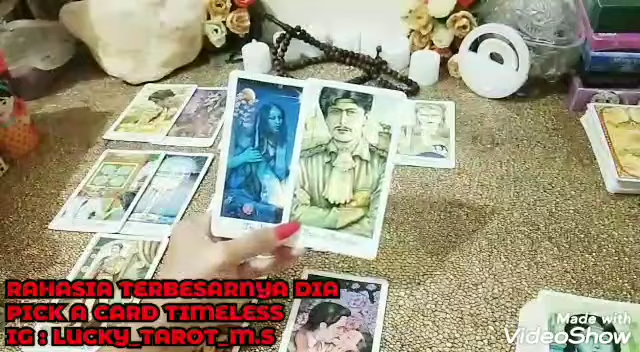 RAHASIA TERBESARNYA DIA
PICK A CARD TIMELESS
IG : LUCKY_TAROT_M.S
Made with
VideoShow